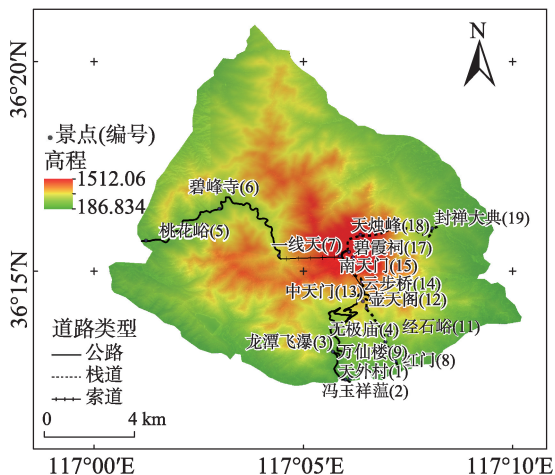 N
36°20′N
景点(编号)
高程
1512.06
186.834
碧峰寺(6)
桃花峪(5)
一线天(7)
天烛峰(18)
封禅大典(19)
碧霞祠(17)
南天门(15)
36°15′N
云步桥(14)
中天门(13)
壶天阁(12)
无极庙(4)
经石峪(11)
龙潭飞瀑(3)
万仙楼(9)
红门(8)
天外村(1)
冯玉祥菹(2)
道路类型
公路
栈道
索道
0
4 km
117°00′E
117°05′E
117°10′E